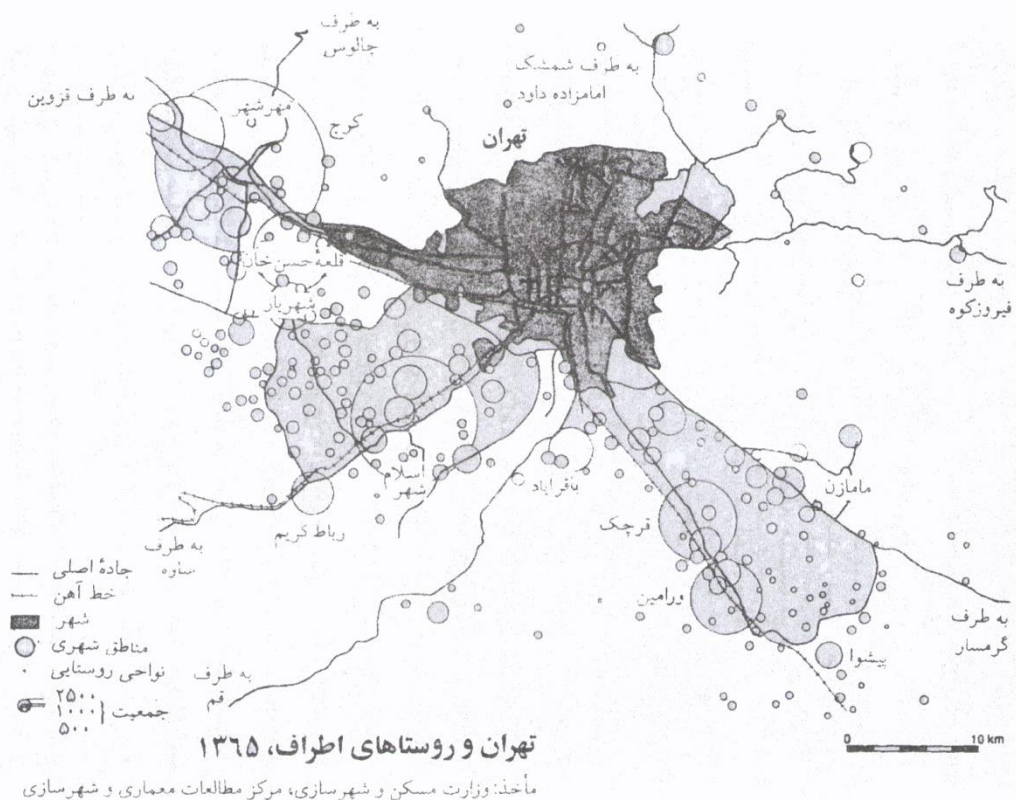 به طرف
چالوس
به طرف قزوین
مهرشهر
کرج
به طرف شمشک
امامزاده داود
تهران
قلعهٔ حسن خان
شهریار
به طرف
فیروزکوه
اسلام
شهر
باقرآباد
مامازن
قرچک
رباط کریم
به طرف
ساوه
ورامین
به طرف
گرمسار
پیشوا
به طرف
قم
جادهٔ اصلی
خط آهن
شهر
مناطق شهری
نواحی روستایی
۲۵۰۰
۱۰۰۰
۵۰۰
جمعیت
0 10 km
تهران و روستاهای اطراف، ۱۳٦۵
مأخذ: وزارت مسکن و شهرسازی، مرکز مطالعات معماری و شهرسازی